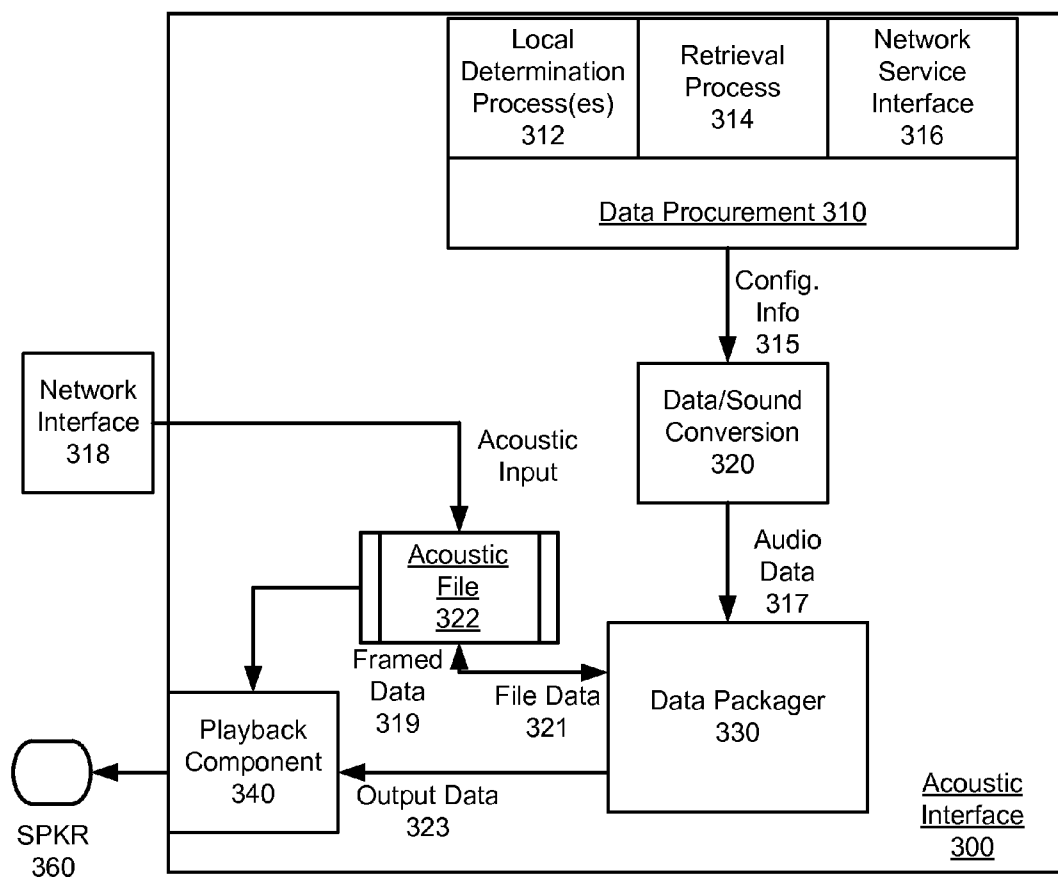 Local
Determination
Process(es)
312
Retrieval
Process
314
Network
Service
Interface
316
Data Procurement 310
Config.
Info
315
Network
Interface
318
Data/Sound
Conversion
320
Acoustic
Input
Acoustic
File
322
Audio
Data
317
Framed
Data
319
File Data
321
Data Packager
330
Playback
Component
340
Output Data
323
SPKR
360
Acoustic
Interface
300